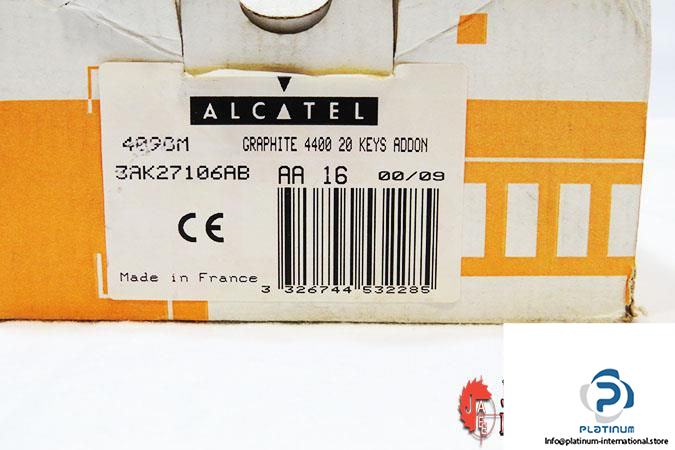 ALCATEL
4090M GRAPHITE 4400 20 KEYS ADDON
3AK27106AB AA 16 00/09
CE
Made in France
3 326744 532285
JABE
PLATINUM
Info@platinum-international.store